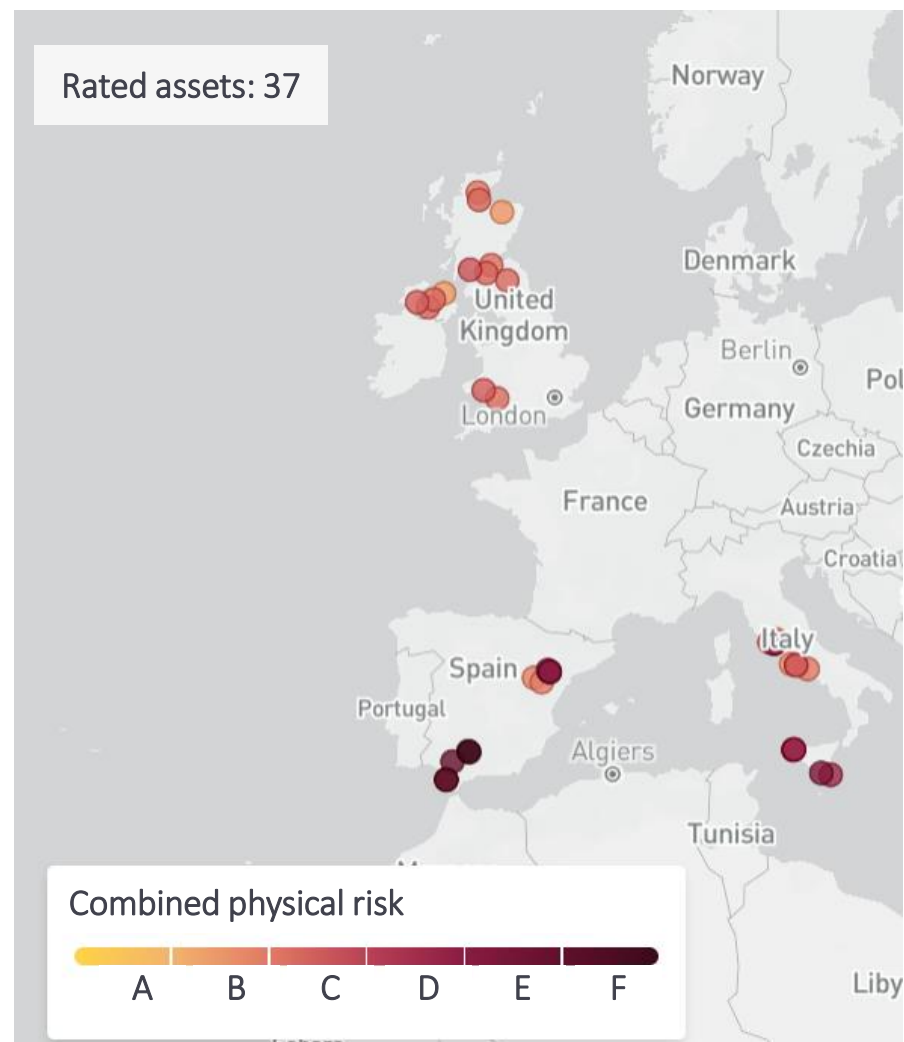 Rated assets: 37
Norway
Denmark
United
Kingdom
Berlin
Pol
London
Germany
Czechia
France
Austria
Croatia
Italy
Spain
Portugal
Algiers
Tunisia
Combined physical risk
A B C D E F
Liby